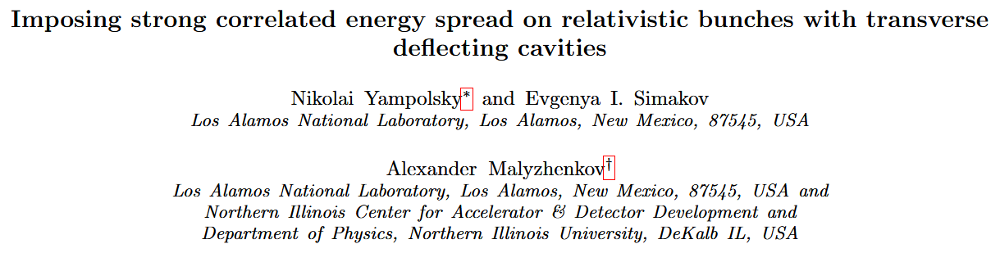 Imposing strong correlated energy spread on relativistic bunches with transverse
deflecting cavities
Nikolai Yampolsky* and Evgenya I. Simakov
Los Alamos National Laboratory, Los Alamos, New Mexico, 87545, USA
Alexander Malyzhenkov†
Los Alamos National Laboratory, Los Alamos, New Mexico, 87545, USA and
Northern Illinois Center for Accelerator & Detector Development and
Department of Physics, Northern Illinois University, DeKalb IL, USA